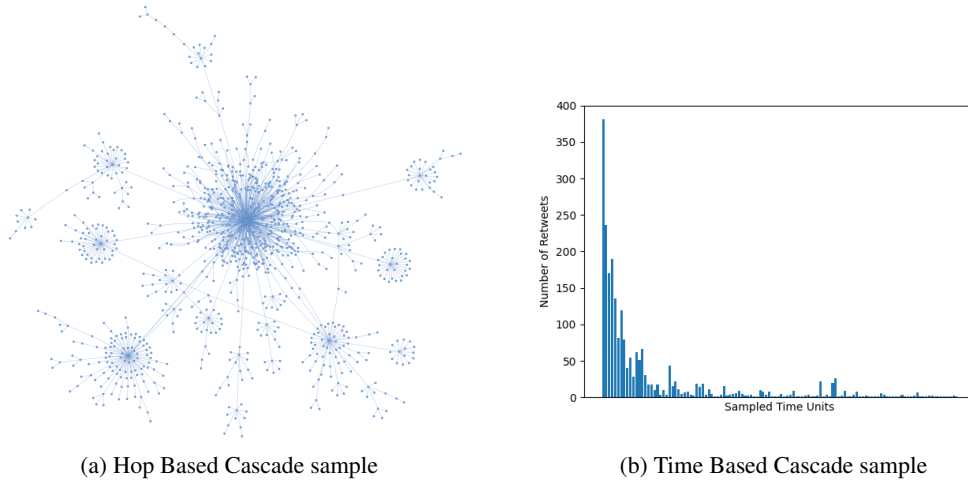 400
350
300
250
200
150
100
50
0
Number of Retweets
Sampled Time Units
(a) Hop Based Cascade sample
(b) Time Based Cascade sample